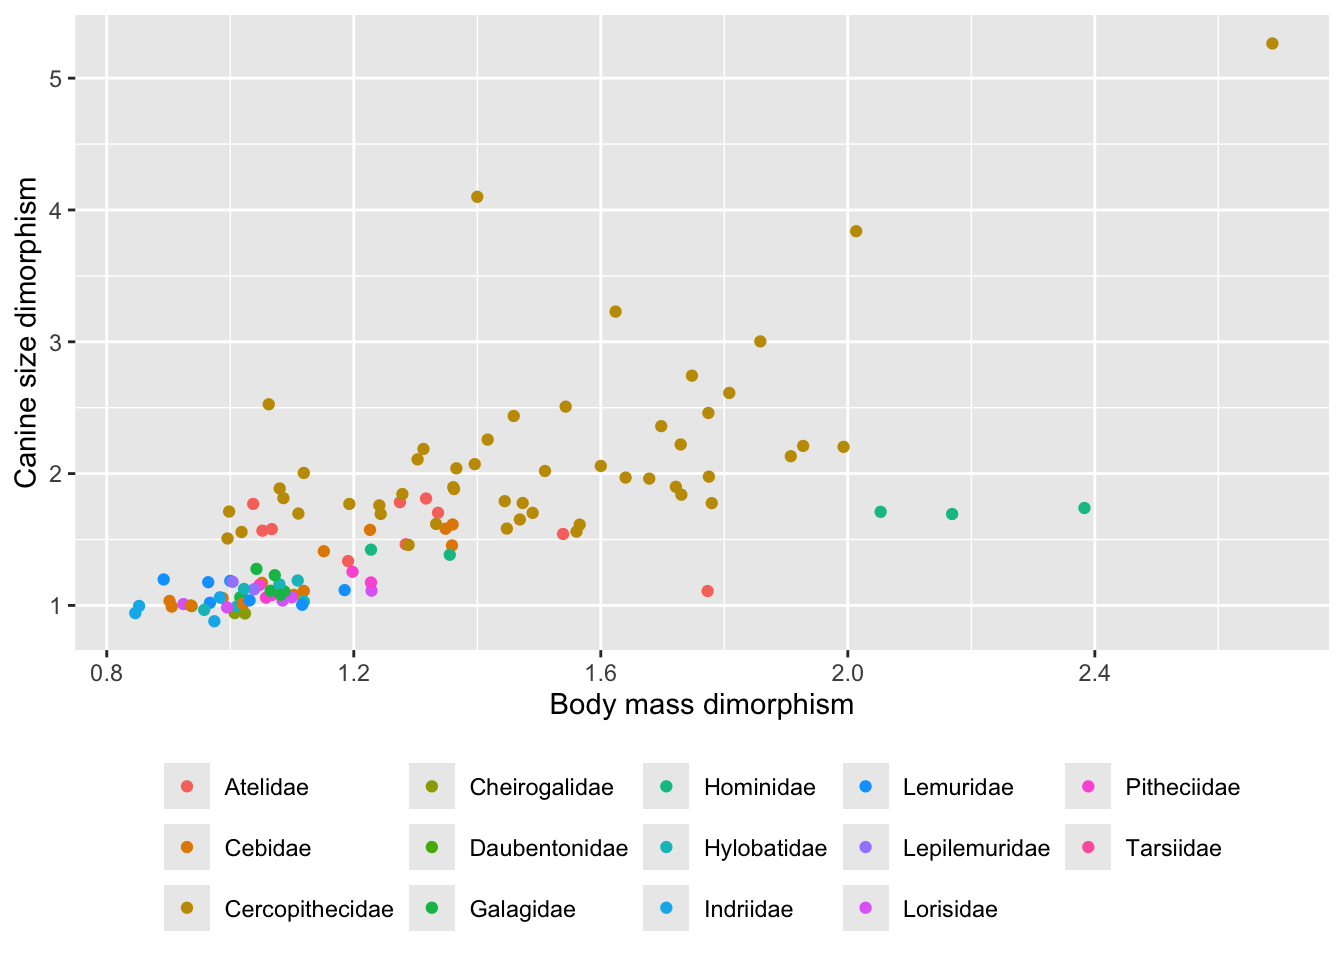 5
4
3
2
1
Canine size dimorphism
0.8 1.2 1.6 2.0 2.4
Body mass dimorphism
Atelidae Cheirogalidae Hominidae Lemuridae Pitheciidae
Cebidae Daubentonidae Hylobatidae Lepilemuridae Tarsiidae
Cercopithecidae Galagidae Indriidae Lorisidae